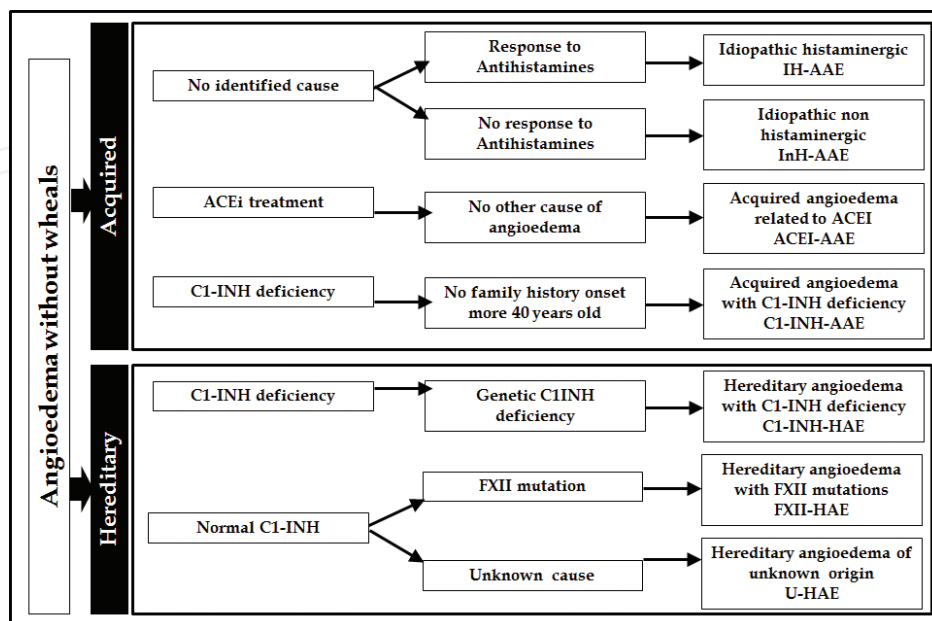 Angioedema without wheals
Acquired
No identified cause
Response to
Antihistamines
Idiopathic histaminergic
IH-AAE
No response to
Antihistamines
Idiopathic non
histaminergic
InH-AAE
ACEi treatment
No other cause of
angioedema
Acquired angioedema
related to ACEI
ACEI-AAE
C1-INH deficiency
No family history onset
more 40 years old
Acquired angioedema
with C1-INH deficiency
C1-INH-AAE
Hereditary
C1-INH deficiency
Genetic C1INH
deficiency
Hereditary angioedema
with C1-INH deficiency
C1-INH-HAE
Normal C1-INH
FXII mutation
Hereditary angioedema
with FXII mutations
FXII-HAE
Unknown cause
Hereditary angioedema of
unknown origin
U-HAE